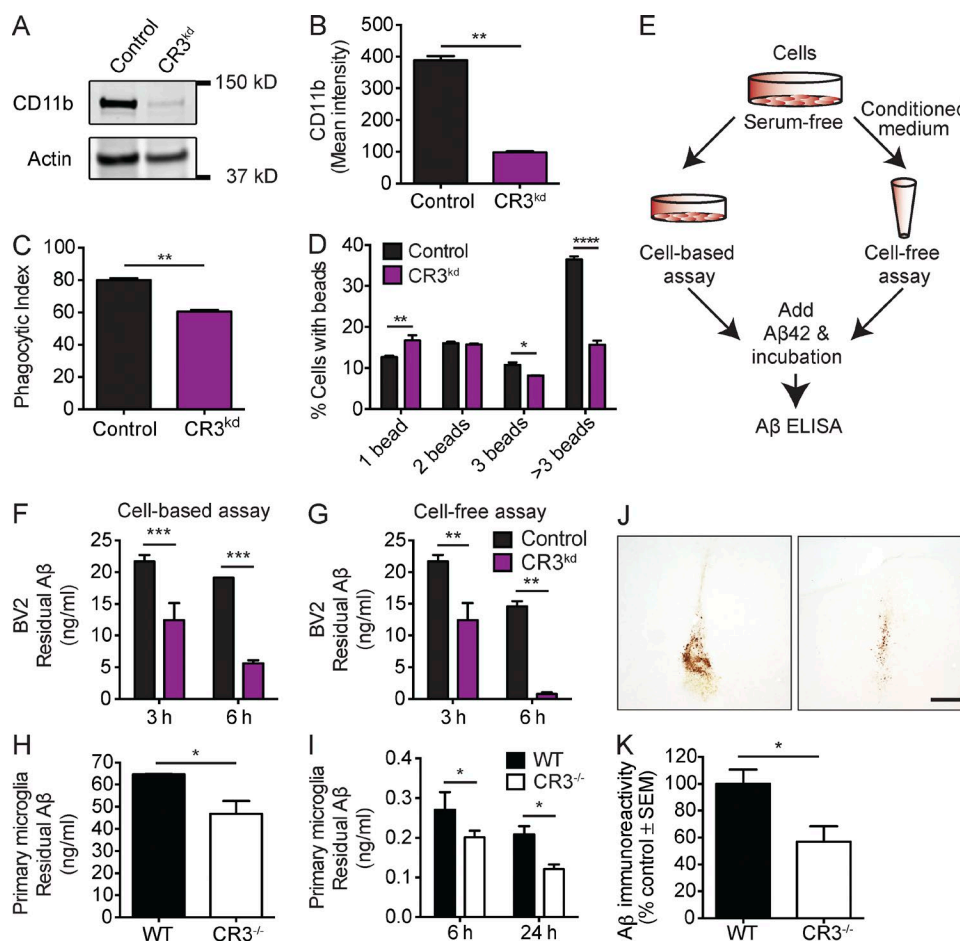 A
Control
CR3kd
150 kD
CD11b
Actin
37 kD
B
**
CD11b
(Mean intensity)
400
300
200
100
0
Control
CR3kd
C
**
Phagocytic Index
100
80
60
40
20
0
Control
CR3kd
D
Control
CR3kd
% Cells with beads
40
30
20
10
0
**
*
****
1 bead
2 beads
3 beads
>3 beads
E
Cells
Serum-free
Conditioned
medium
Cell-based
assay
Cell-free
assay
Add
Aβ42 &
incubation
Aβ ELISA
F
Cell-based assay
BV2
Residual Aβ
(ng/ml)
25
20
15
10
5
0
***
***
3 h
6 h
G
Cell-free assay
Control
CR3kd
BV2
Residual Aβ
(ng/ml)
25
20
15
10
5
0
**
**
3 h
6 h
H
Primary microglia
Residual Aβ
(ng/ml)
65
60
50
40
30
20
10
0
*
WT
CR3-/-
I
WT
CR3-/-
Primary microglia
Residual Aβ
(ng/ml)
0.4
0.3
0.2
0.1
0.0
*
*
6 h
24 h
J
K
*
Aβ immunoreactivity
(% control ± SEM)
120
100
80
60
40
20
0
WT
CR3-/-